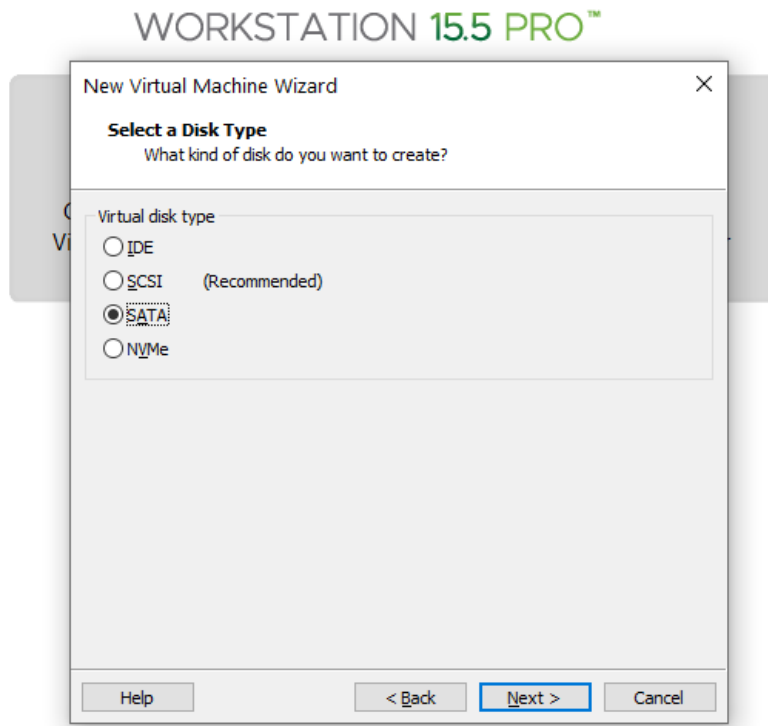 WORKSTATION 15.5 PRO™
New Virtual Machine Wizard
Select a Disk Type
What kind of disk do you want to create?
Virtual disk type
IDE
SCSI (Recommended)
SATA
NVMe
Help < Back Next > Cancel